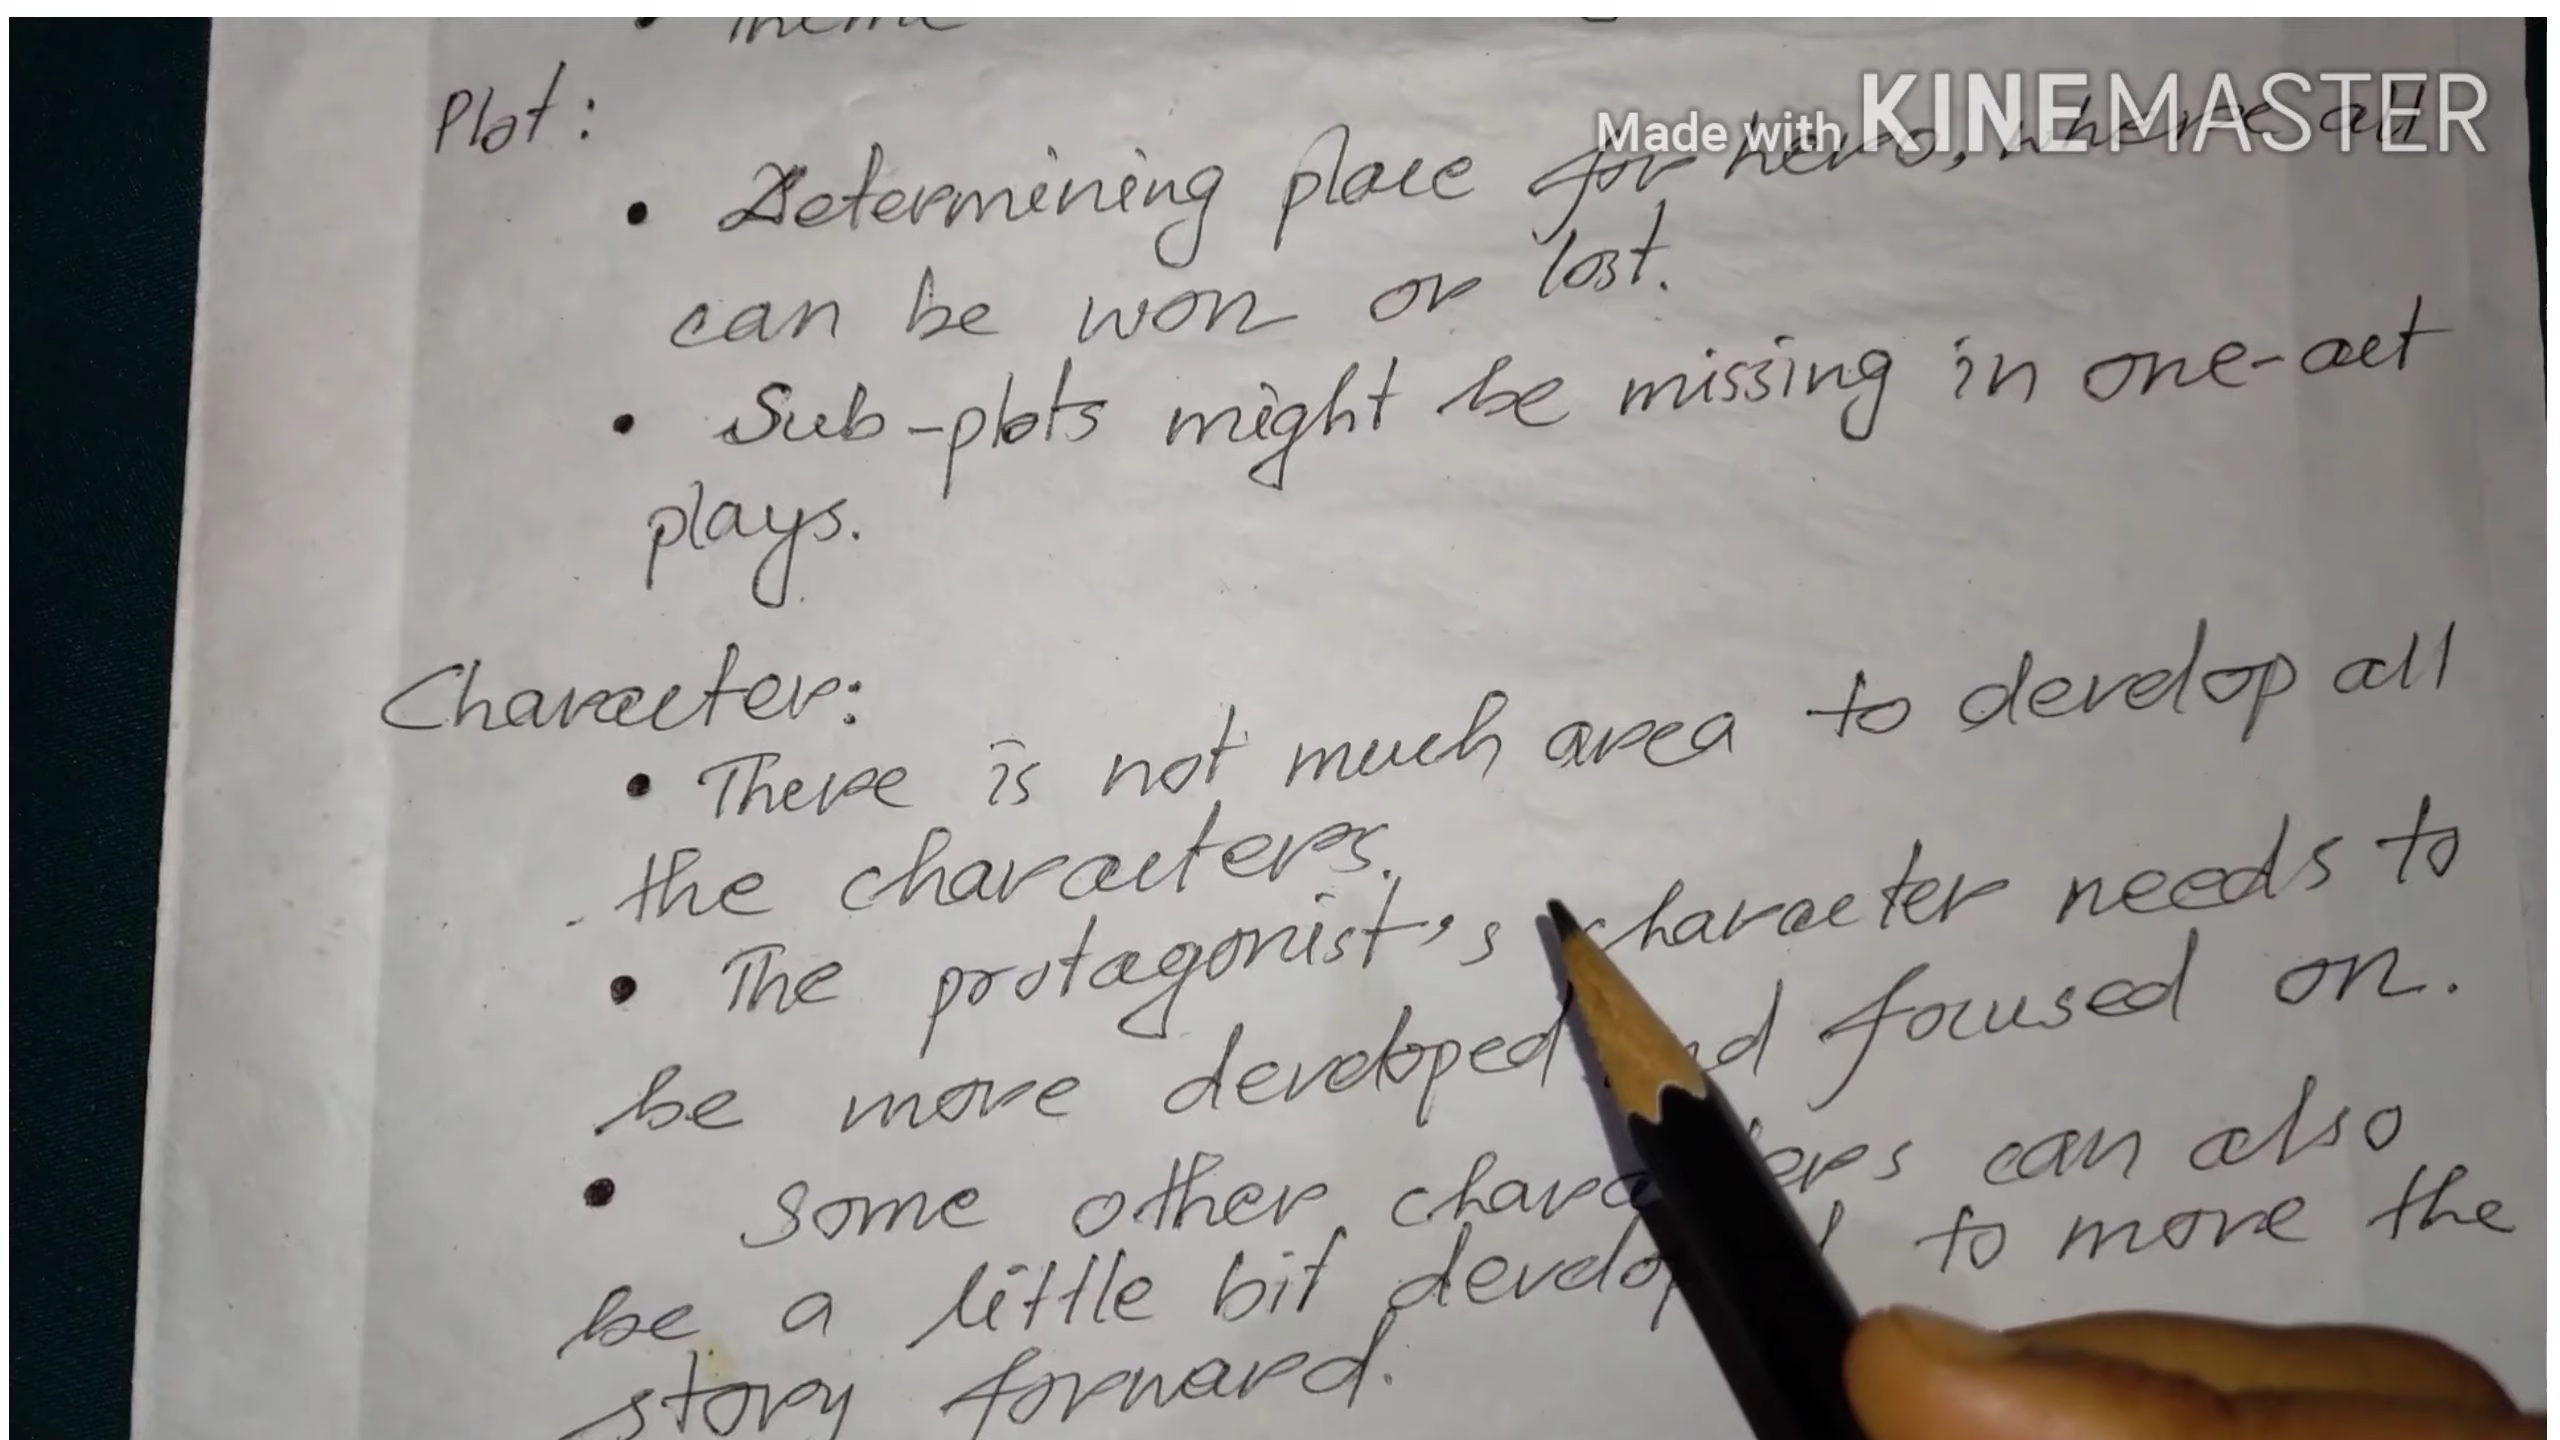 • Theme
Made with KINEMASTER
Plot:
• Determining place for hero, where all
can be won or lost.
• Sub-plots might be missing in one-act
plays.
Character:
• There is not much area to develop all
the characters.
• The protagonist's character needs to
be more developed and focused on.
• Some other characters can also
be a little bit developed to move the
story forward.